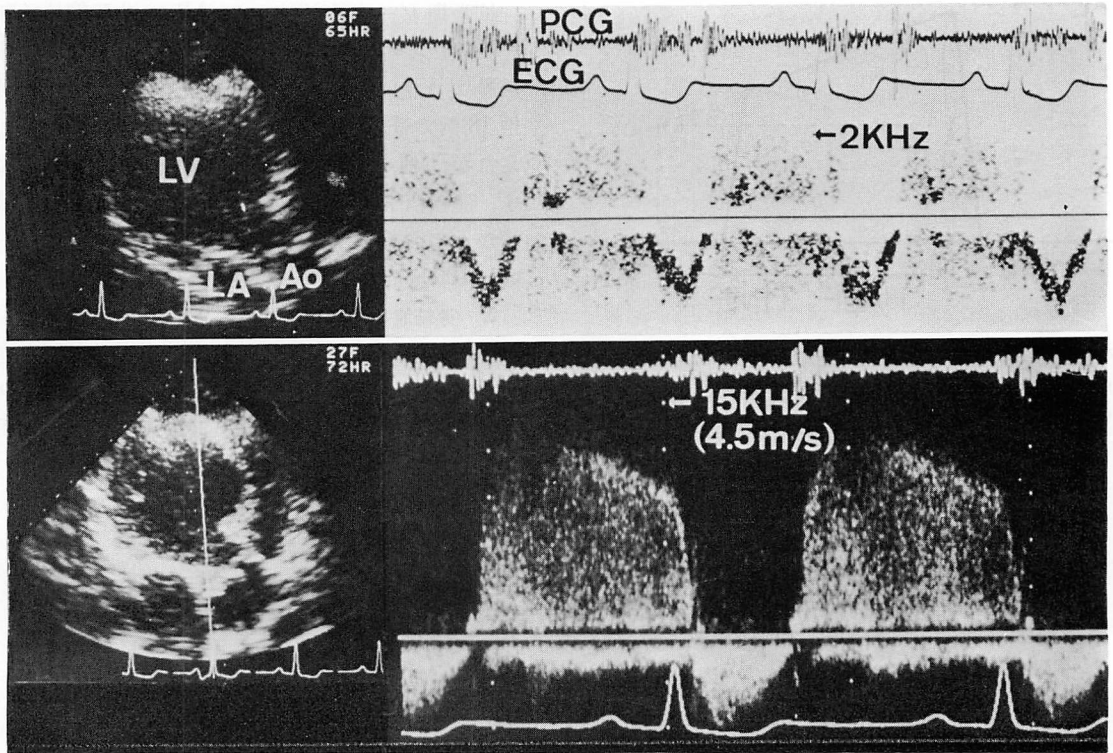 06F
65HR
PCG
ECG
←2KHz
LV
LA Ao
27F
72HR
←15KHz
(4.5m/s)